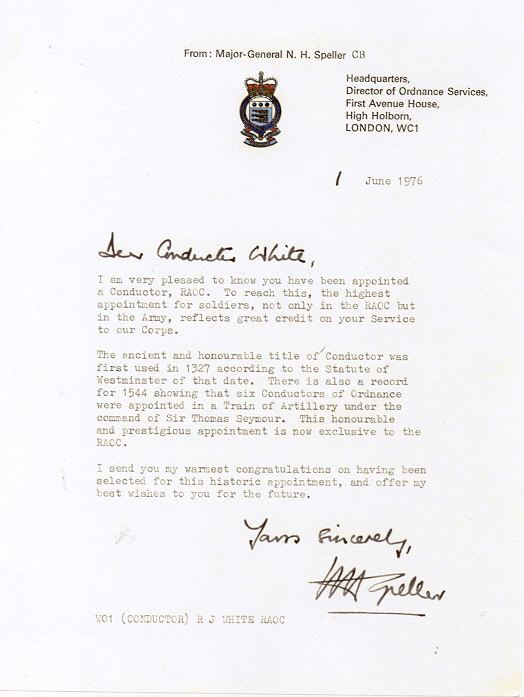 From: Major-General N. H. Speller CB
Headquarters,
Director of Ordnance Services,
First Avenue House,
High Holborn,
LONDON, WC1
1 June 1976
Dear Conductor White,
I am very pleased to know you have been appointed
a Conductor, RAOC. To reach this, the highest
appointment for soldiers, not only in the RAOC but
in the Army, reflects great credit on your Service
to our Corps.
The ancient and honourable title of Conductor was
first used in 1327 according to the Statute of
Westminster of that date. There is also a record
for 1544 showing that six Conductors of Ordnance
were appointed in a Train of Artillery under the
command of Sir Thomas Seymour. This honourable
and prestigious appointment is now exclusive to the
RAOC.
I send you my warmest congratulations on having been
selected for this historic appointment, and offer my
best wishes to you for the future.
Yours sincerely,
NH Speller
WO1 (CONDUCTOR) R J WHITE RAOC